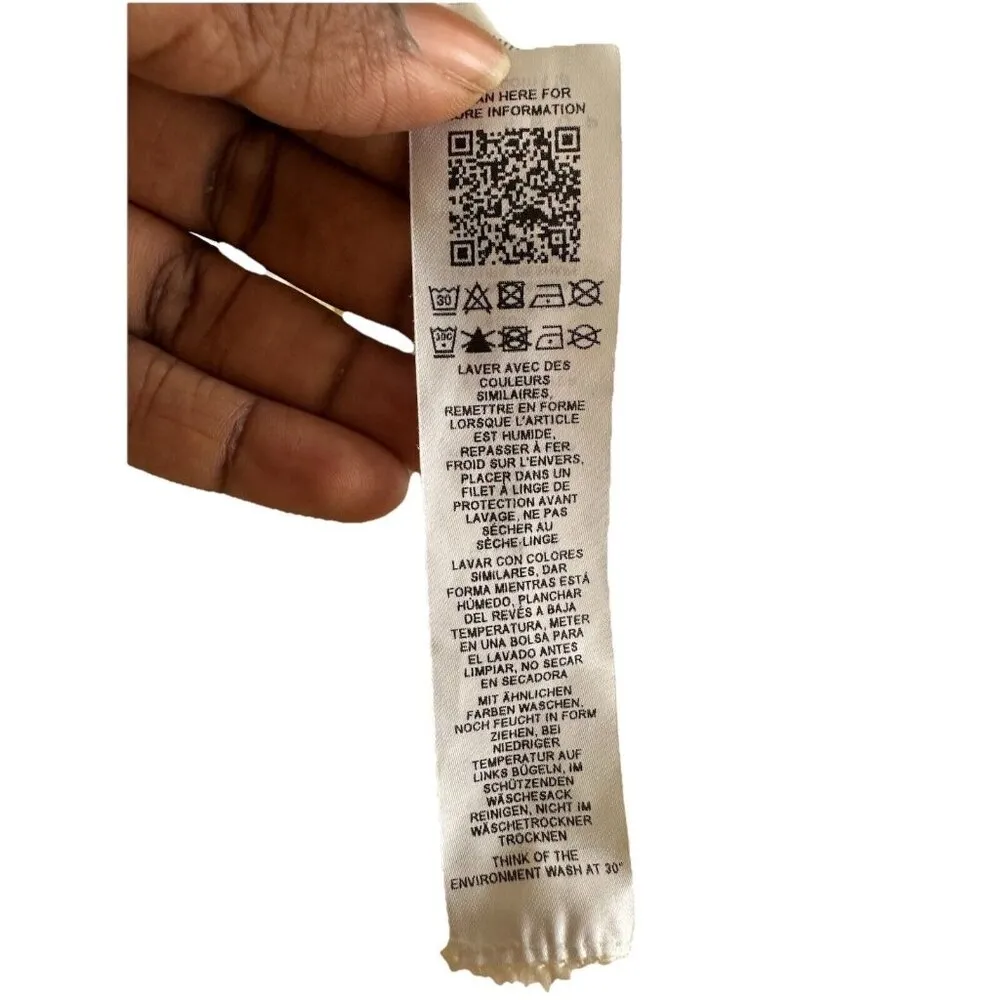 HERE FOR
INFORMATION
30
30C
LAVER AVEC DES
COULEURS
SIMILAIRES,
REMETTRE EN FORME
LORSQUE L'ARTICLE
EST HUMIDE,
REPASSER À FER
FROID SUR L'ENVERS,
PLACER DANS UN
FILET À LINGE DE
PROTECTION AVANT
LAVAGE, NE PAS
SÉCHER AU
SÈCHE-LINGE
LAVAR CON COLORES
SIMILARES, DAR
FORMA MIENTRAS ESTÁ
HÚMEDO, PLANCHAR
DEL REVÉS A BAJA
TEMPERATURA, METER
EN UNA BOLSA PARA
EL LAVADO ANTES
LIMPIAR, NO SECAR
EN SECADORA
MIT ÄHNLICHEN
FARBEN WASCHEN,
NOCH FEUCHT IN FORM
ZIEHEN, BEI
NIEDRIGER
TEMPERATUR AUF
LINKS BÜGELN, IM
SCHÜTZENDEN
WÄSCHESACK
REINIGEN, NICHT IM
WÄSCHETROCKNER
TROCKNEN
THINK OF THE
ENVIRONMENT WASH AT 30°